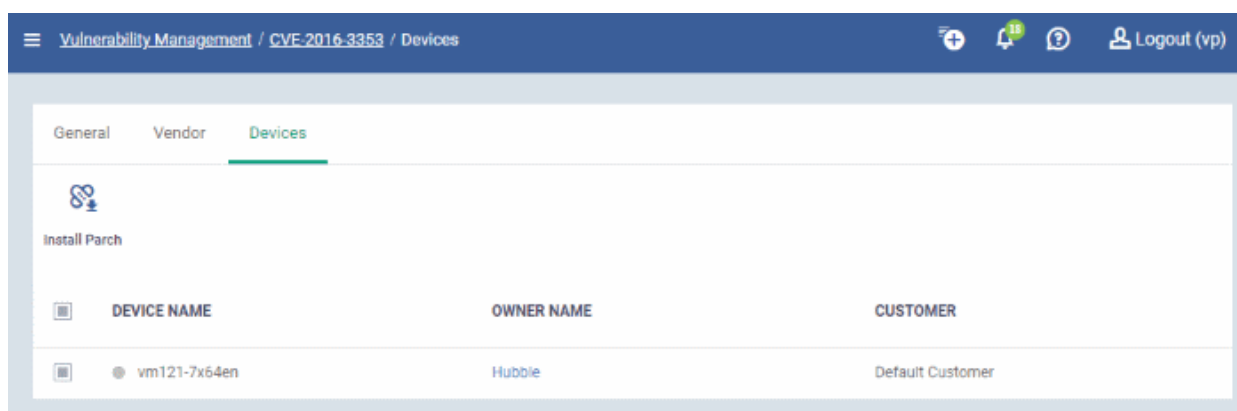 Vulnerability Management / CVE-2016-3353 / Devices 18 Logout (vp)
General Vendor Devices
Install Parch
DEVICE NAME OWNER NAME CUSTOMER
vm121-7x64en Hubble Default Customer